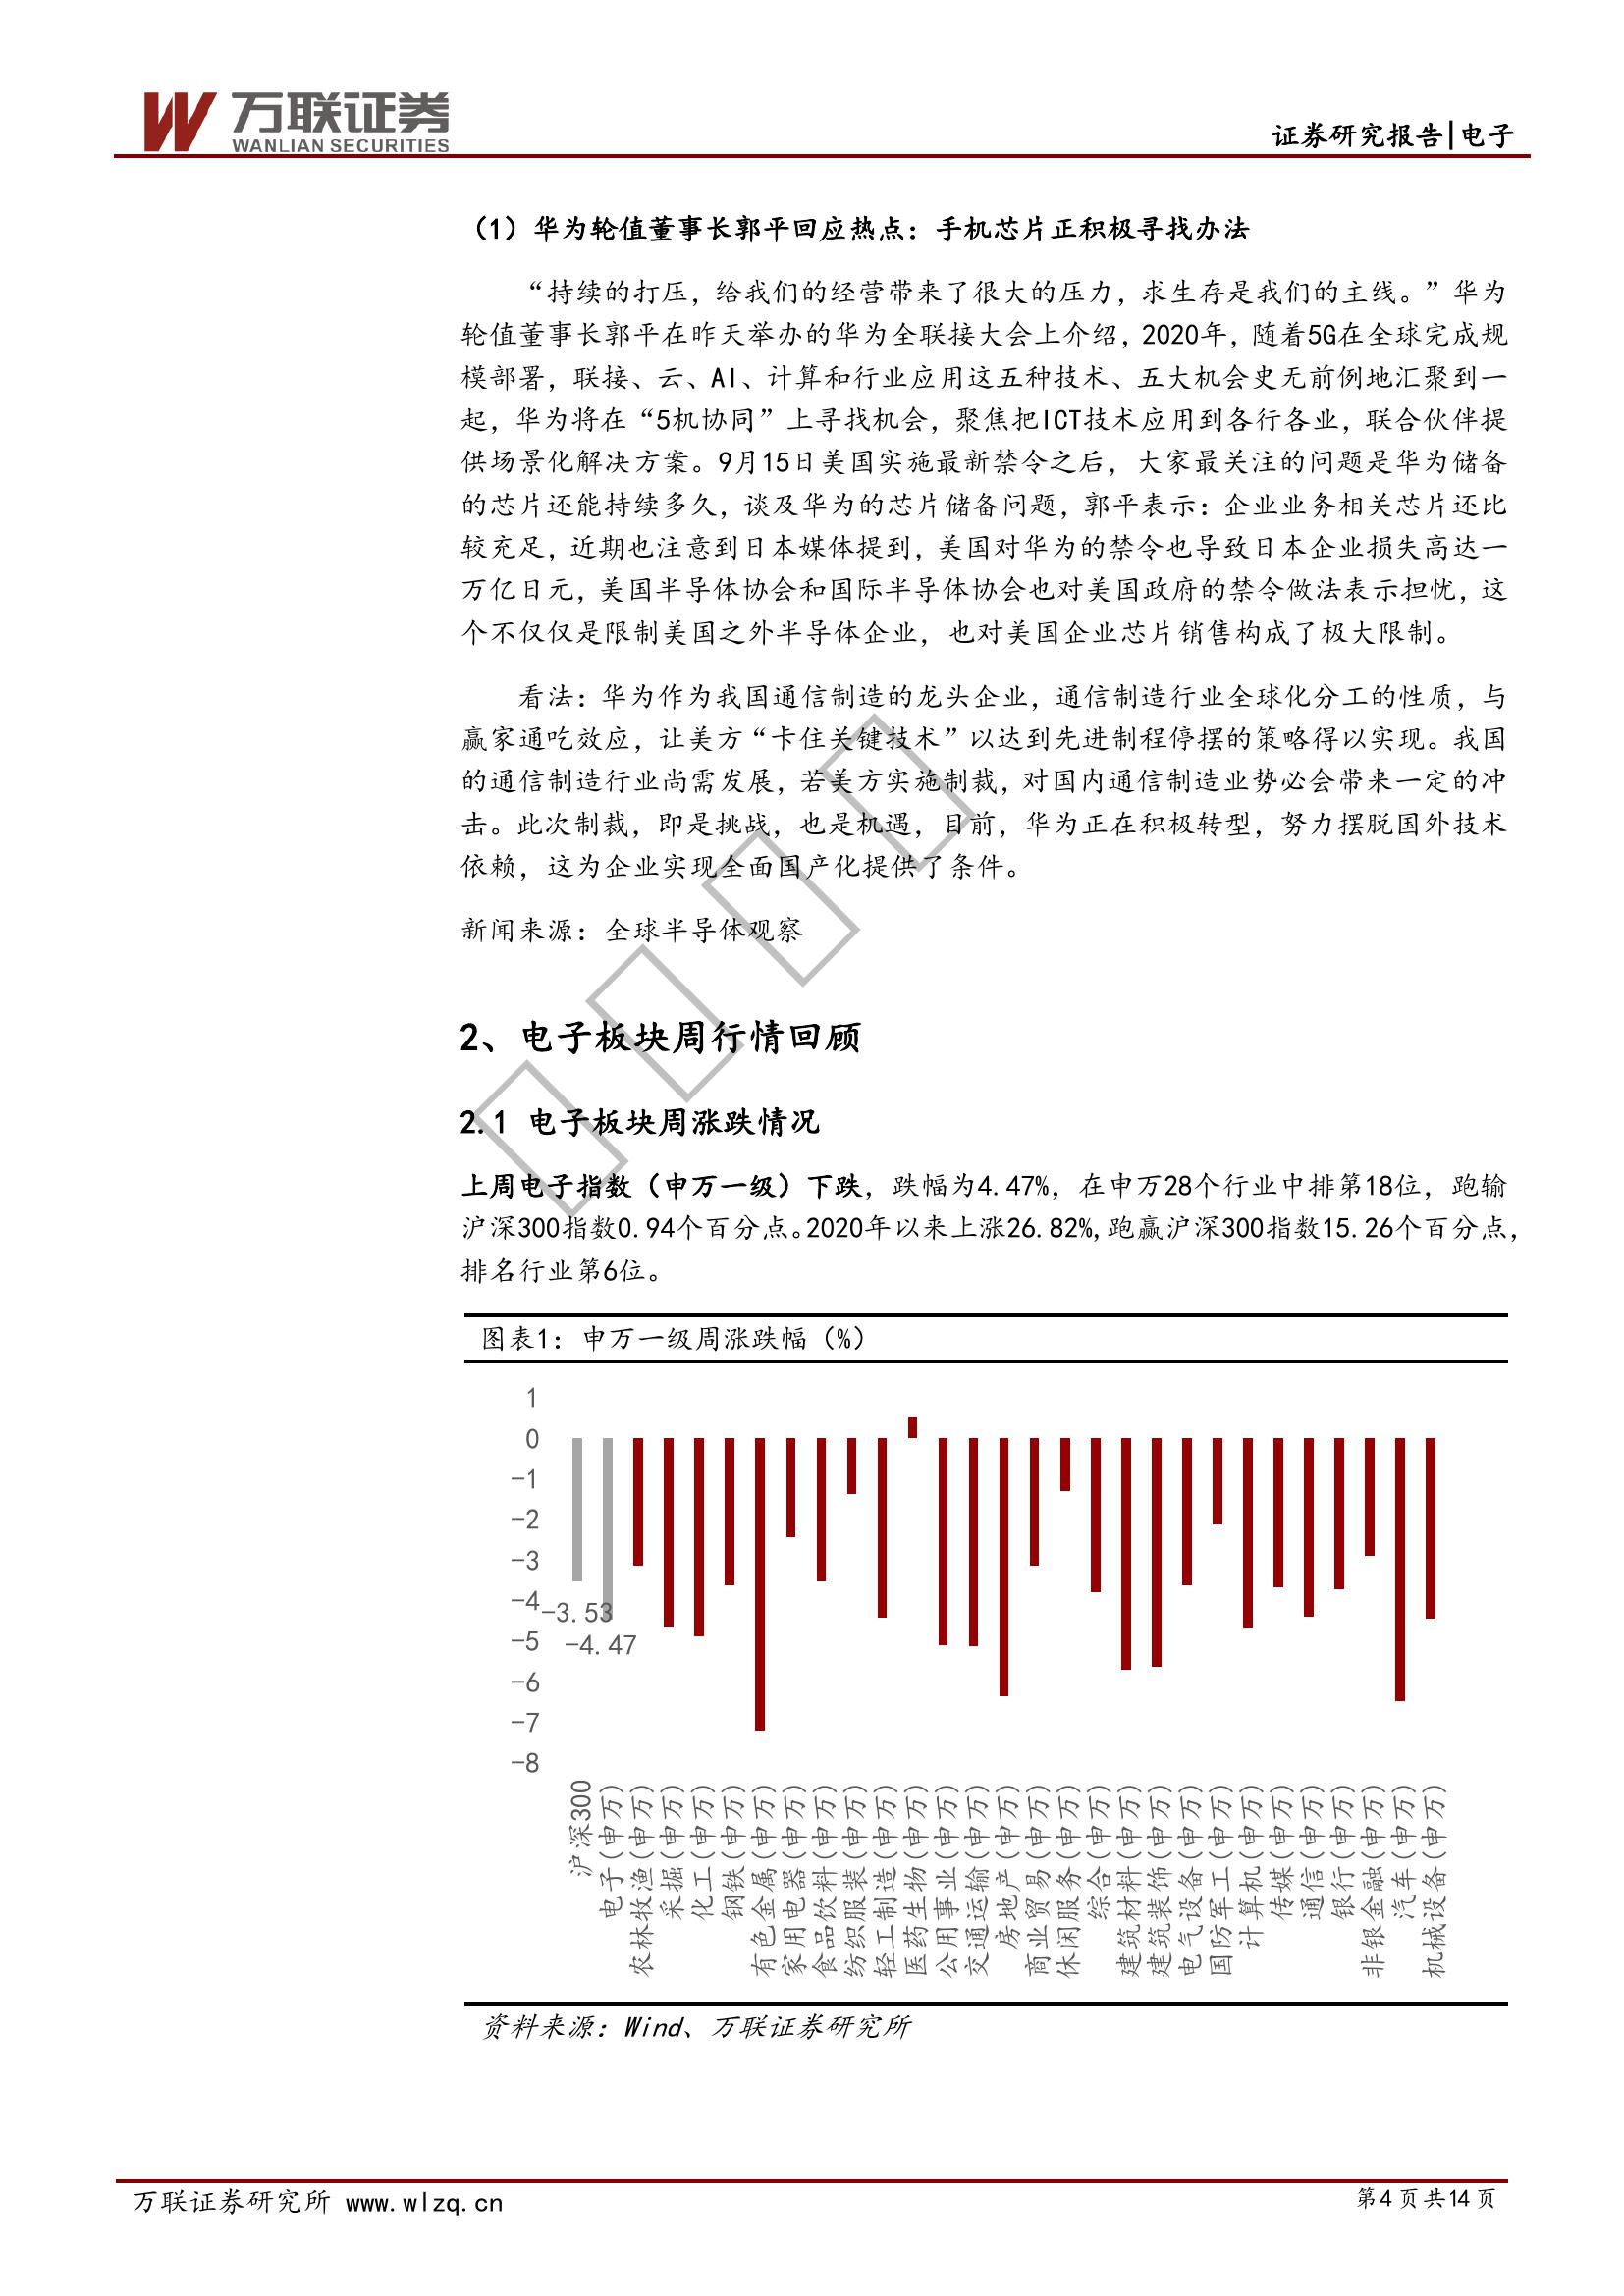 万联证券
WANLIAN SECURITIES
证券研究报告|电子
（1）华为轮值董事长郭平回应热点：手机芯片正积极寻找办法
“持续的打压，给我们的经营带来了很大的压力，求生存是我们的主线。”华为
轮值董事长郭平在昨天举办的华为全联接大会上介绍，2020年，随着5G在全球完成规
模部署，联接、云、AI、计算和行业应用这五种技术、五大机会史无前例地汇聚到一
起，华为将在“5机协同”上寻找机会，聚焦把ICT技术应用到各行各业，联合伙伴提
供场景化解决方案。9月15日美国实施最新禁令之后，大家最关注的问题是华为储备
的芯片还能持续多久，谈及华为的芯片储备问题，郭平表示：企业业务相关芯片还比
较充足，近期也注意到日本媒体提到，美国对华为的禁令也导致日本企业损失高达一
万亿日元，美国半导体协会和国际半导体协会也对美国政府的禁令做法表示担忧，这
个不仅仅是限制美国之外半导体企业，也对美国企业芯片销售构成了极大限制。
看法：华为作为我国通信制造的龙头企业，通信制造行业全球化分工的性质，与
赢家通吃效应，让美方“卡住关键技术”以达到先进制程停摆的策略得以实现。我国
的通信制造行业尚需发展，若美方实施制裁，对国内通信制造业势必会带来一定的冲
击。此次制裁，即是挑战，也是机遇，目前，华为正在积极转型，努力摆脱国外技术
依赖，这为企业实现全面国产化提供了条件。
新闻来源：全球半导体观察
2、电子板块周行情回顾
2.1 电子板块周涨跌情况
上周电子指数（申万一级）下跌，跌幅为4.47%，在申万28个行业中排第18位，跑输
沪深300指数0.94个百分点。2020年以来上涨26.82%,跑赢沪深300指数15.26个百分点，
排名行业第6位。
图表1：申万一级周涨跌幅（%）
1
0
-1
-2
-3
-4
-5
-6
-7
-8
-3.53
-4.47
沪深300
电子(申万)
农林牧渔(申万)
采掘(申万)
化工(申万)
钢铁(申万)
有色金属(申万)
家用电器(申万)
食品饮料(申万)
纺织服装(申万)
轻工制造(申万)
医药生物(申万)
公用事业(申万)
交通运输(申万)
房地产(申万)
商业贸易(申万)
休闲服务(申万)
综合(申万)
建筑材料(申万)
建筑装饰(申万)
电气设备(申万)
国防军工(申万)
计算机(申万)
传媒(申万)
通信(申万)
银行(申万)
非银金融(申万)
汽车(申万)
机械设备(申万)
资料来源：Wind、万联证券研究所
万联证券研究所 www.wlzq.cn
第4页共14页